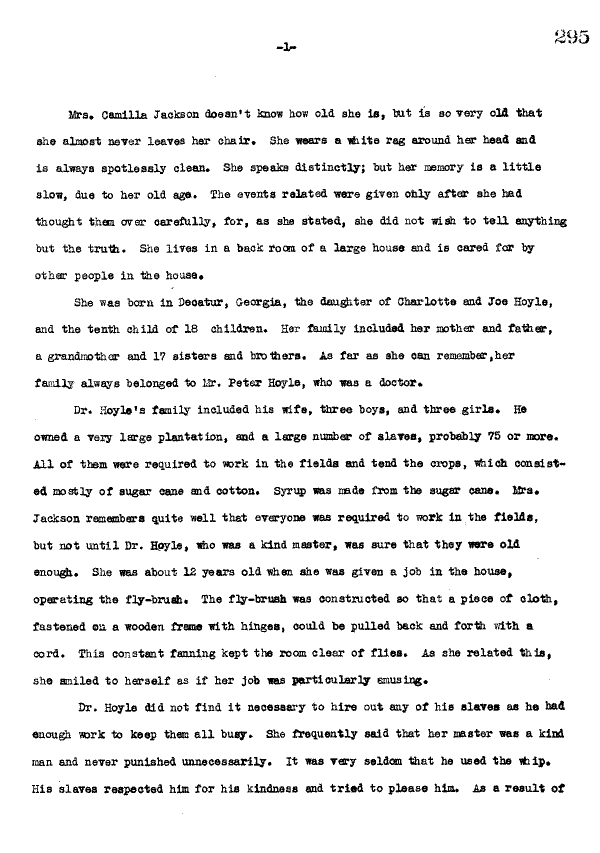 295
-1-
Mrs. Camilla Jackson doesn't know how old she is, but is so very old that
she almost never leaves her chair. She wears a white rag around her head and
is always spotlessly clean. She speaks distinctly; but her memory is a little
slow, due to her old age. The events related were given only after she had
thought them over carefully, for, as she stated, she did not wish to tell anything
but the truth. She lives in a back room of a large house and is cared for by
other people in the house.
She was born in Decatur, Georgia, the daughter of Charlotte and Joe Hoyle,
and the tenth child of 18 children. Her family included her mother and father,
a grandmother and 17 sisters and brothers. As far as she can remember,her
family always belonged to Mr. Peter Hoyle, who was a doctor.
Dr. Hoyle's family included his wife, three boys, and three girls. He
owned a very large plantation, and a large number of slaves, probably 75 or more.
All of them were required to work in the fields and tend the crops, which consist-
ed mostly of sugar cane and cotton. Syrup was made from the sugar cane. Mrs.
Jackson remembers quite well that everyone was required to work in the fields,
but not until Dr. Hoyle, who was a kind master, was sure that they were old
enough. She was about 12 years old when she was given a job in the house,
operating the fly-brush. The fly-brush was constructed so that a piece of cloth,
fastened on a wooden frame with hinges, could be pulled back and forth with a
cord. This constant fanning kept the room clear of flies. As she related this,
she smiled to herself as if her job was particularly amusing.
Dr. Hoyle did not find it necessary to hire out any of his slaves as he had
enough work to keep them all busy. She frequently said that her master was a kind
man and never punished unnecessarily. It was very seldom that he used the whip.
His slaves respected him for his kindness and tried to please him. As a result of